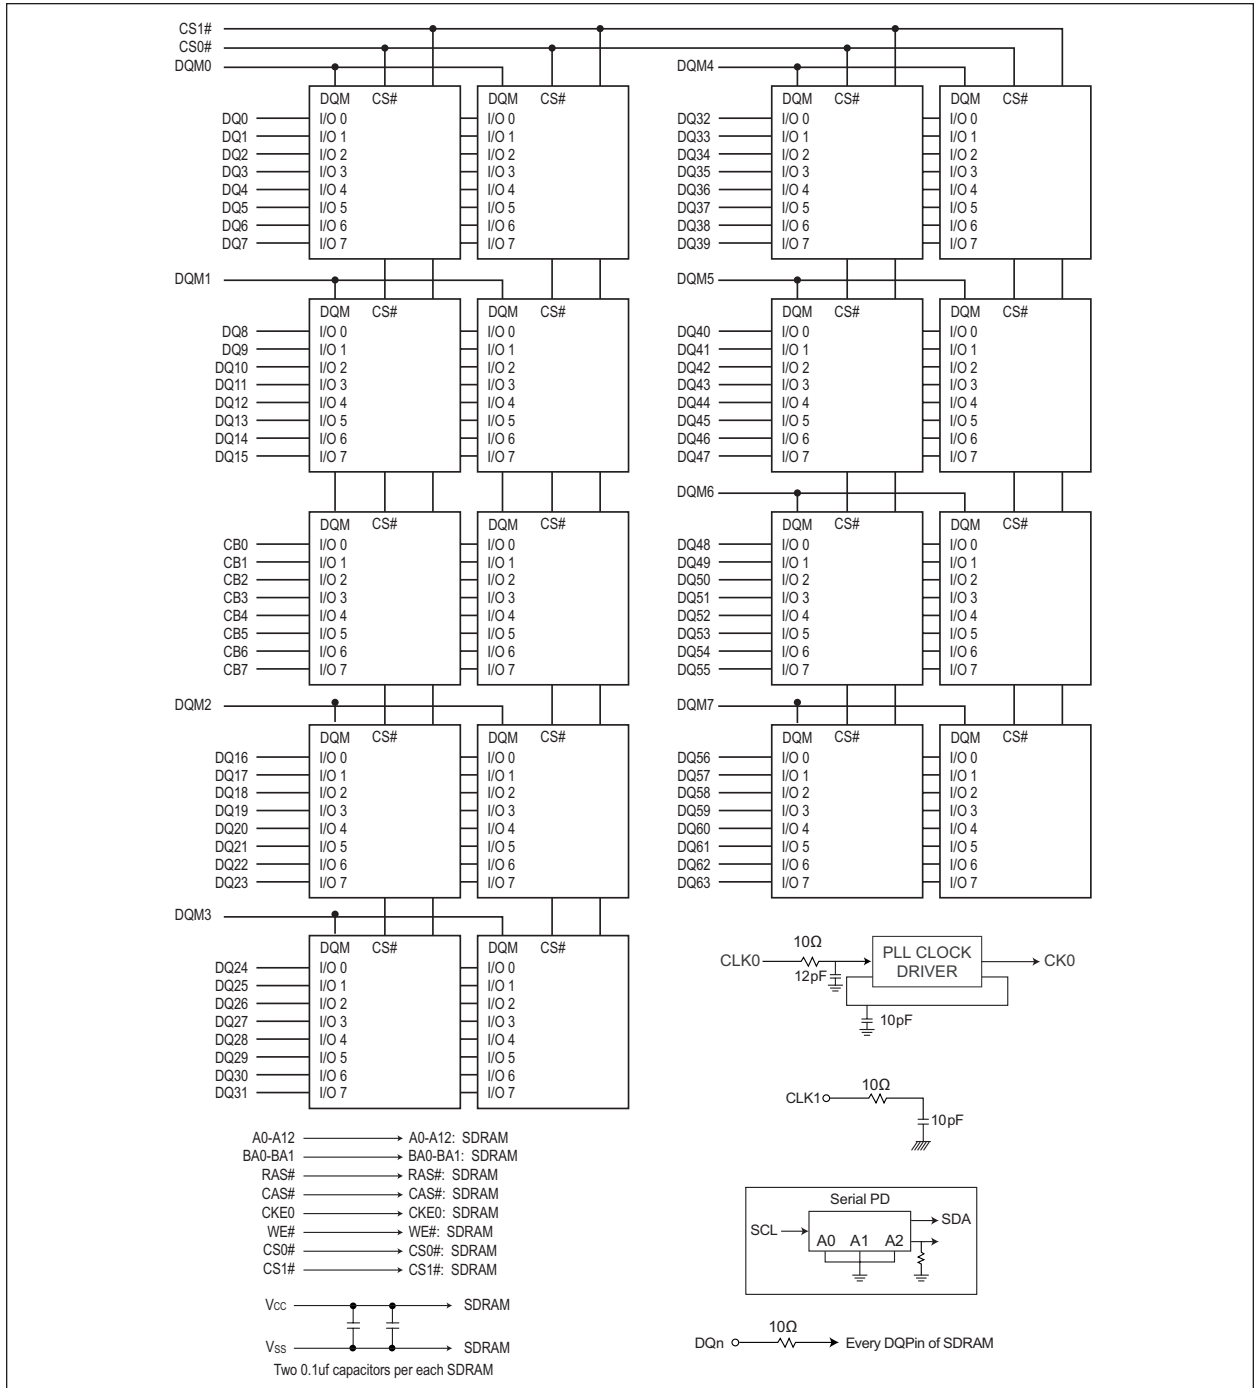 CS1#
CS0#
DQM0
DQM4
DQM CS# DQM CS# DQM CS# DQM CS#
DQ0 I/O 0 I/O 0 DQ32 I/O 0 I/O 0
DQ1 I/O 1 I/O 1 DQ33 I/O 1 I/O 1
DQ2 I/O 2 I/O 2 DQ34 I/O 2 I/O 2
DQ3 I/O 3 I/O 3 DQ35 I/O 3 I/O 3
DQ4 I/O 4 I/O 4 DQ36 I/O 4 I/O 4
DQ5 I/O 5 I/O 5 DQ37 I/O 5 I/O 5
DQ6 I/O 6 I/O 6 DQ38 I/O 6 I/O 6
DQ7 I/O 7 I/O 7 DQ39 I/O 7 I/O 7
DQM1 DQM5
DQM CS# DQM CS# DQM CS# DQM CS#
DQ8 I/O 0 I/O 0 DQ40 I/O 0 I/O 0
DQ9 I/O 1 I/O 1 DQ41 I/O 1 I/O 1
DQ10 I/O 2 I/O 2 DQ42 I/O 2 I/O 2
DQ11 I/O 3 I/O 3 DQ43 I/O 3 I/O 3
DQ12 I/O 4 I/O 4 DQ44 I/O 4 I/O 4
DQ13 I/O 5 I/O 5 DQ45 I/O 5 I/O 5
DQ14 I/O 6 I/O 6 DQ46 I/O 6 I/O 6
DQ15 I/O 7 I/O 7 DQ47 I/O 7 I/O 7
DQM6
DQM CS# DQM CS# DQM CS# DQM CS#
CB0 I/O 0 I/O 0 DQ48 I/O 0 I/O 0
CB1 I/O 1 I/O 1 DQ49 I/O 1 I/O 1
CB2 I/O 2 I/O 2 DQ50 I/O 2 I/O 2
CB3 I/O 3 I/O 3 DQ51 I/O 3 I/O 3
CB4 I/O 4 I/O 4 DQ52 I/O 4 I/O 4
CB5 I/O 5 I/O 5 DQ53 I/O 5 I/O 5
CB6 I/O 6 I/O 6 DQ54 I/O 6 I/O 6
CB7 I/O 7 I/O 7 DQ55 I/O 7 I/O 7
DQM2 DQM7
DQM CS# DQM CS# DQM CS# DQM CS#
DQ16 I/O 0 I/O 0 DQ56 I/O 0 I/O 0
DQ17 I/O 1 I/O 1 DQ57 I/O 1 I/O 1
DQ18 I/O 2 I/O 2 DQ58 I/O 2 I/O 2
DQ19 I/O 3 I/O 3 DQ59 I/O 3 I/O 3
DQ20 I/O 4 I/O 4 DQ60 I/O 4 I/O 4
DQ21 I/O 5 I/O 5 DQ61 I/O 5 I/O 5
DQ22 I/O 6 I/O 6 DQ62 I/O 6 I/O 6
DQ23 I/O 7 I/O 7 DQ63 I/O 7 I/O 7
DQM3
DQM CS# DQM CS#
DQ24 I/O 0 I/O 0
DQ25 I/O 1 I/O 1
DQ26 I/O 2 I/O 2
DQ27 I/O 3 I/O 3
DQ28 I/O 4 I/O 4
DQ29 I/O 5 I/O 5
DQ30 I/O 6 I/O 6
DQ31 I/O 7 I/O 7
10Ω
CLK0 PLL CLOCK CK0
12pF DRIVER
10pF
10Ω
CLK1
10pF
A0-A12 A0-A12: SDRAM
BA0-BA1 BA0-BA1: SDRAM
RAS# RAS#: SDRAM
CAS# CAS#: SDRAM
CKE0 CKE0: SDRAM
WE# WE#: SDRAM
CS0# CS0#: SDRAM
CS1# CS1#: SDRAM
Serial PD
SCL SDA
A0 A1 A2
Vcc SDRAM
Vss SDRAM
Two 0.1uf capacitors per each SDRAM
10Ω
DQn Every DQPin of SDRAM